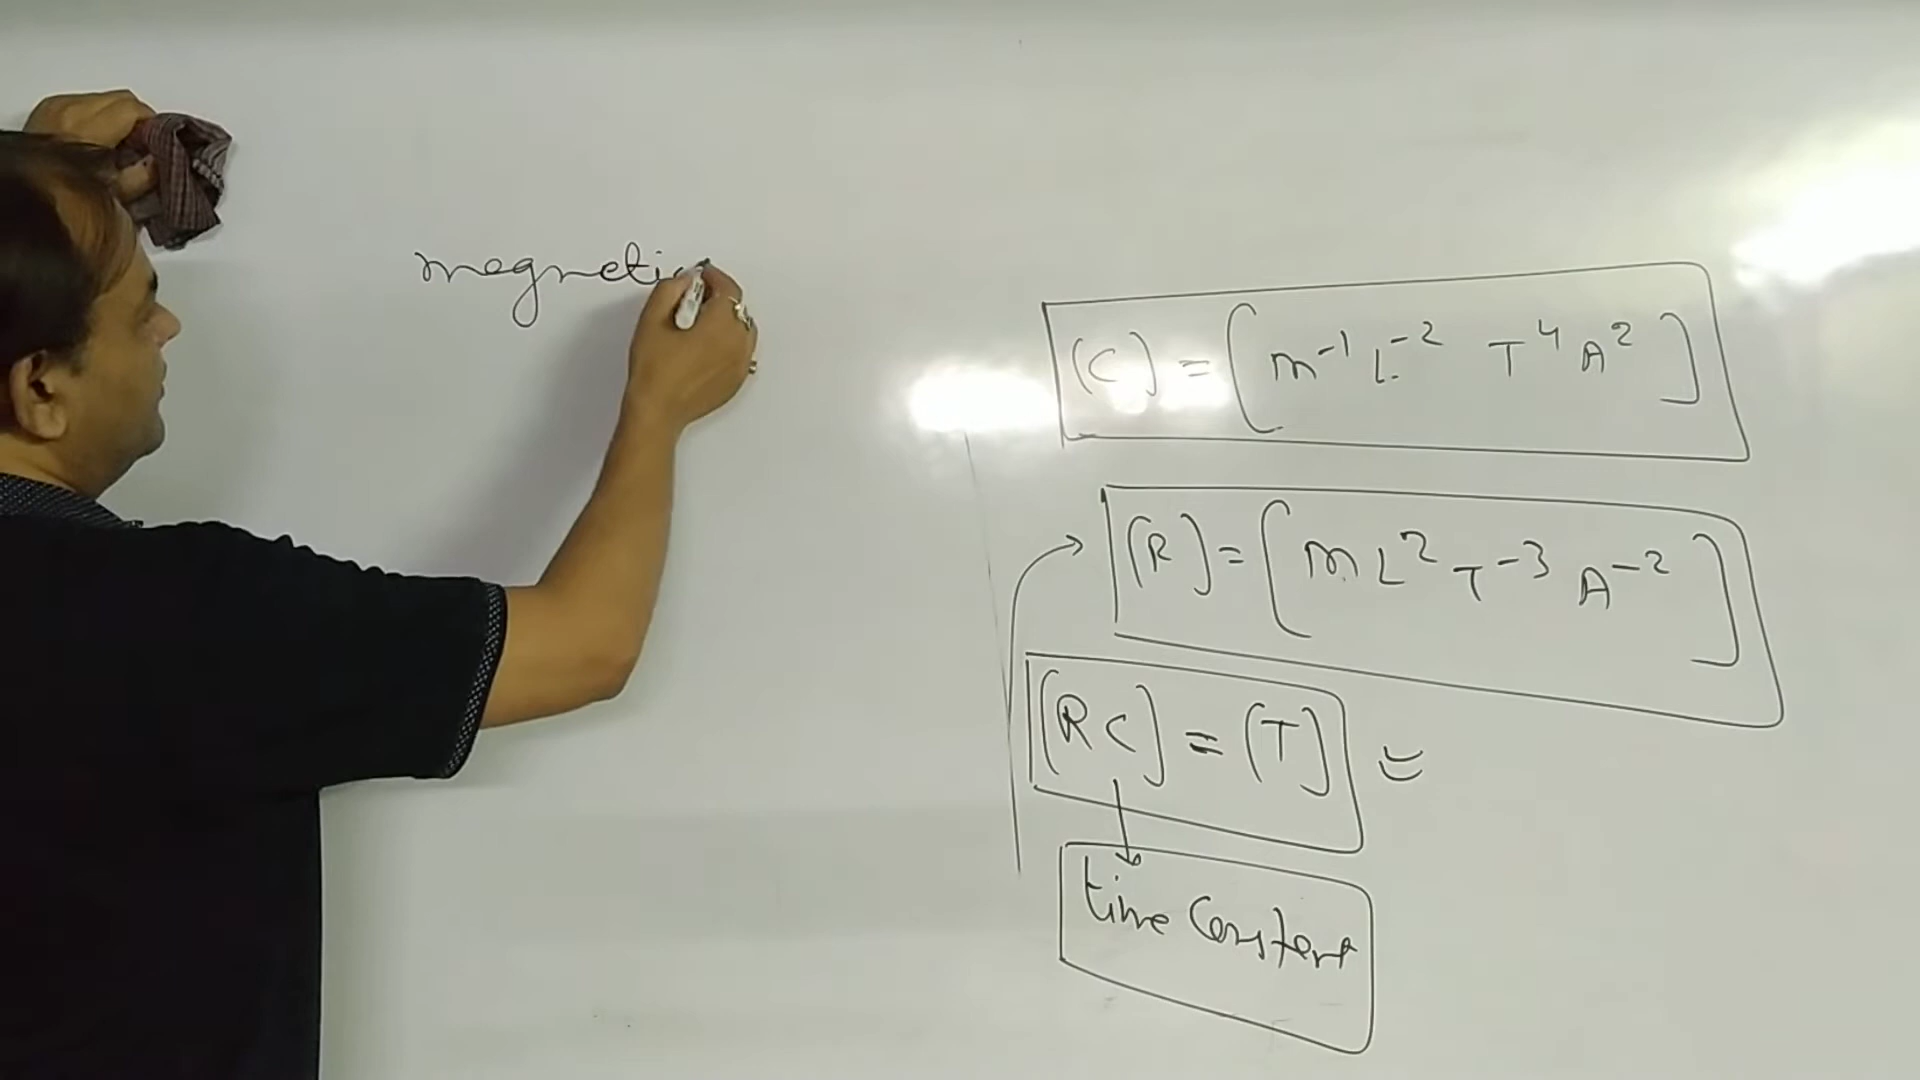 magnetic
(C) = [m⁻¹ L⁻² T⁴ A²]
[R] = [m L² T⁻³ A⁻²]
[RC] = [T]
time Constant